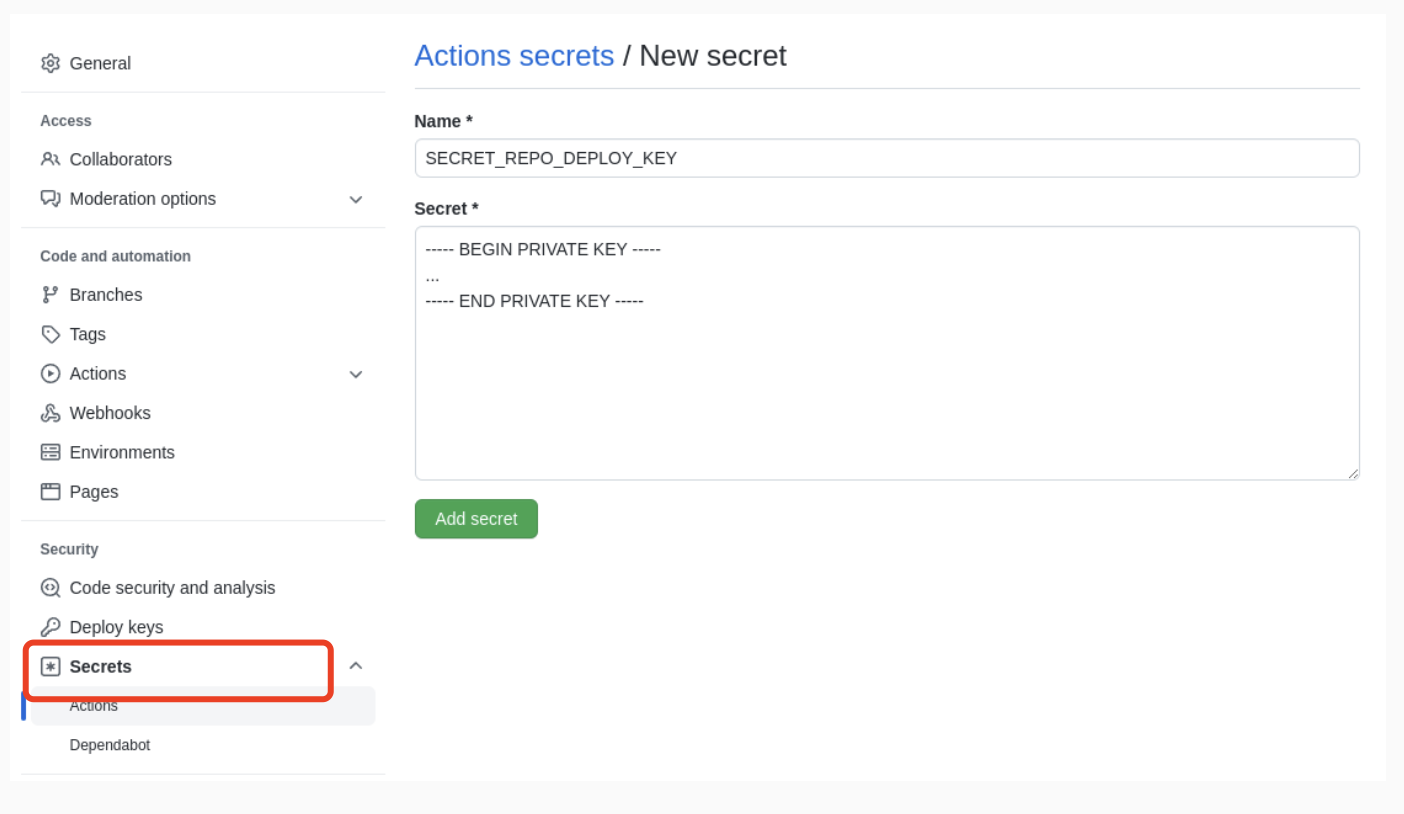 General
Access
Collaborators
Moderation options
Code and automation
Branches
Tags
Actions
Webhooks
Environments
Pages
Security
Code security and analysis
Deploy keys
Secrets
Actions
Dependabot
Actions secrets / New secret
Name *
SECRET_REPO_DEPLOY_KEY
Secret *
----- BEGIN PRIVATE KEY -----
...
----- END PRIVATE KEY -----
Add secret